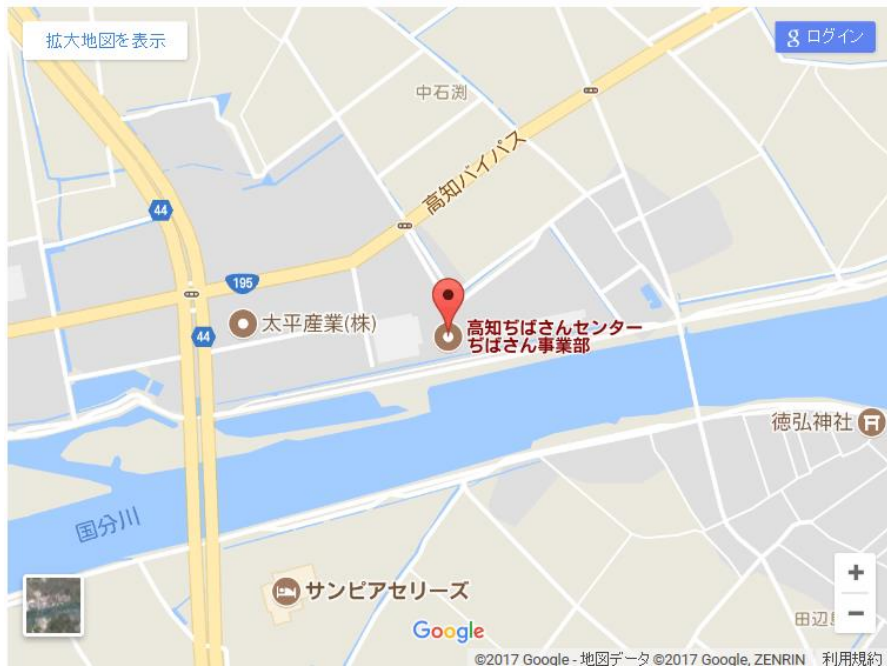 拡大地図を表示
g ログイン
中石渕
高知バイパス
44
195
太平産業(株)
44
高知ぢばさんセンター
ぢばさん事業部
徳弘神社
国分川
サンピアセリーズ
田辺島
Google
+
−
©2017 Google - 地図データ ©2017 Google, ZENRIN 利用規約